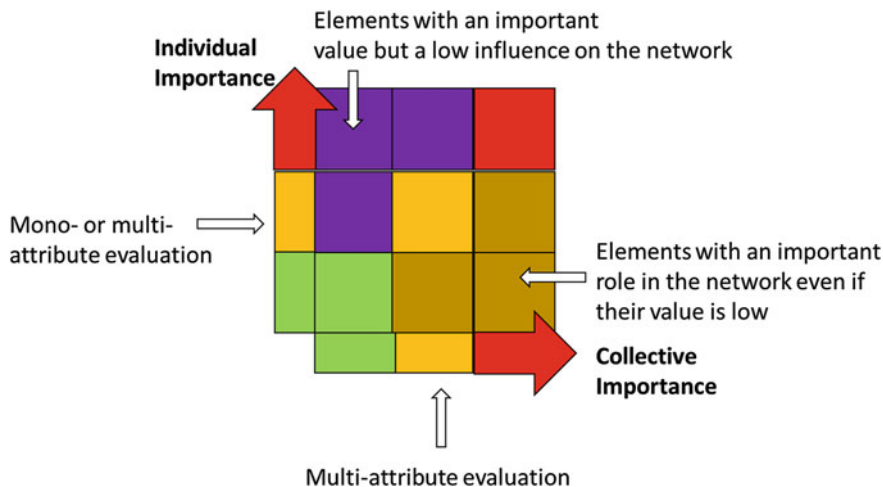 Elements with an important
value but a low influence on the network
Individual
Importance
Mono- or multi-
attribute evaluation
Elements with an important
role in the network even if
their value is low
Collective
Importance
Multi-attribute evaluation